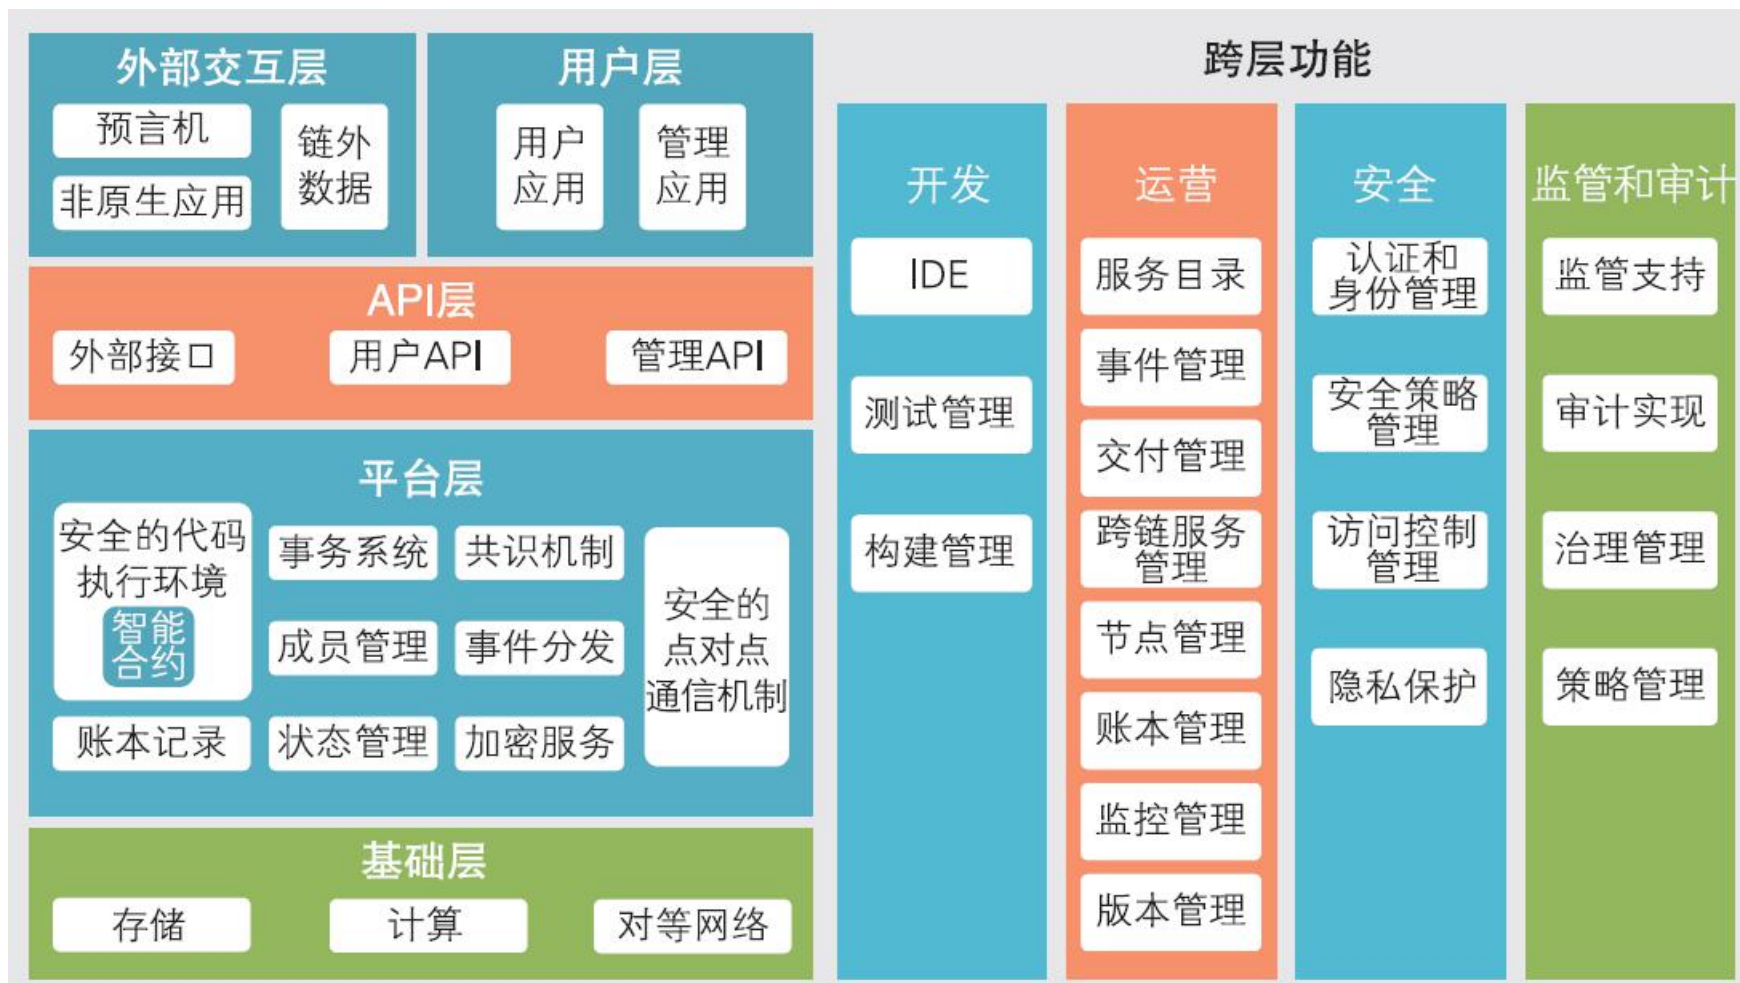 外部交互层
预言机
非原生应用
链外
数据
用户层
用户
应用
管理
应用
API层
外部接口
用户API
管理API
平台层
安全的代码
执行环境
智能
合约
账本记录
事务系统
共识机制
成员管理
事件分发
状态管理
加密服务
安全的
点对点
通信机制
基础层
存储
计算
对等网络
跨层功能
开发
IDE
测试管理
构建管理
运营
服务目录
事件管理
交付管理
跨链服务
管理
节点管理
账本管理
监控管理
版本管理
安全
认证和
身份管理
安全策略
管理
访问控制
管理
隐私保护
监管和审计
监管支持
审计实现
治理管理
策略管理